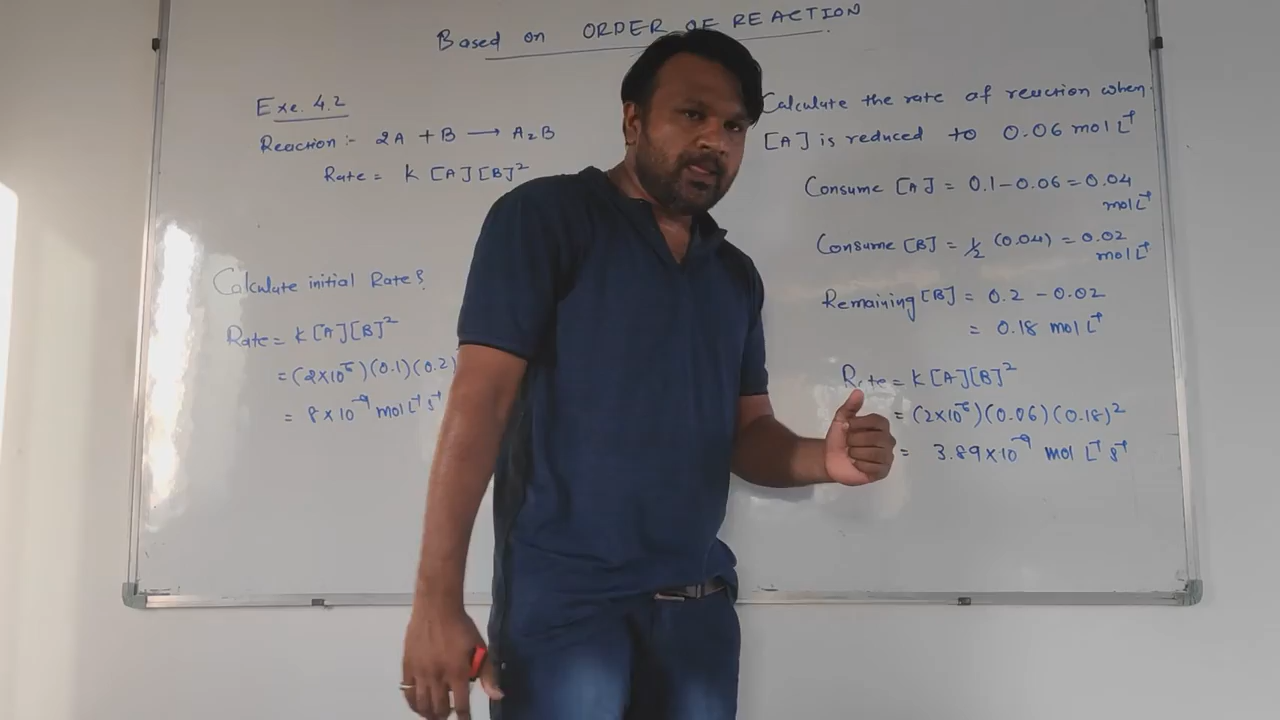 Based on ORDER OF REACTION
Exe. 4.2
Reaction :- 2A + B ⟶ A₂B
Rate = K [A][B]²
Calculate initial Rate?
Rate = K [A][B]²
= (2×10⁻⁶)(0.1)(0.2)
= 8×10⁻⁹ mol L⁻¹ s⁻¹
Calculate the rate of reaction when
[A] is reduced to 0.06 mol L⁻¹
Consume [A] = 0.1 – 0.06 = 0.04
mol L⁻¹
Consume [B] = ½ (0.04) = 0.02
mol L⁻¹
Remaining [B] = 0.2 – 0.02
= 0.18 mol L⁻¹
Rate = K [A][B]²
= (2×10⁻⁶)(0.06)(0.18)²
= 3.89×10⁻⁹ mol L⁻¹ s⁻¹